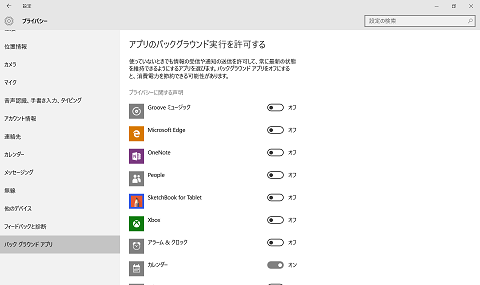 設定
プライバシー
設定の検索
位置情報
カメラ
マイク
音声認識、手書き入力、タイピング
アカウント情報
連絡先
カレンダー
メッセージング
無線
他のデバイス
フィードバックと診断
バック グラウンド アプリ
アプリのバックグラウンド実行を許可する
使っていないときでも情報の受信や通知の送信を許可して、常に最新の状態
を維持できるようにするアプリを選びます。バックグラウンド アプリをオフにする
と、消費電力を節約できる可能性があります。
プライバシーに関する声明
Groove ミュージック オフ
Microsoft Edge オフ
OneNote オフ
People オフ
SketchBook for Tablet オフ
Xbox オフ
アラーム & クロック オフ
カレンダー オン